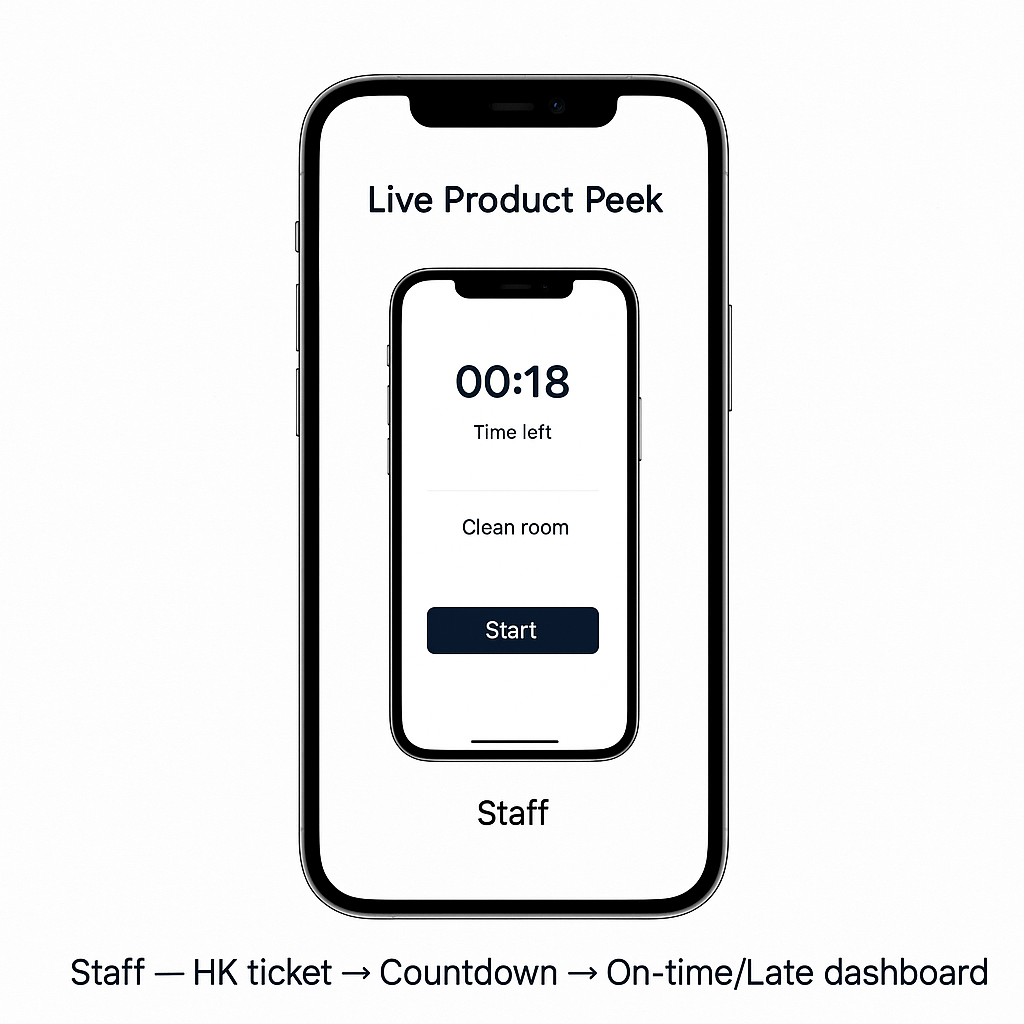 Live Product Peek
00:18
Time left
Clean room
Start
Staff
Staff — HK ticket → Countdown → On-time/Late dashboard